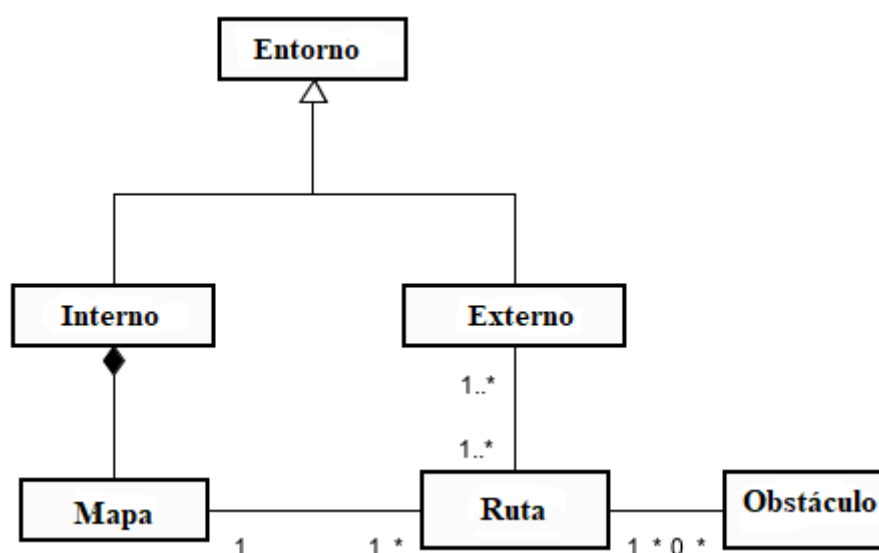 Entorno
Interno
Externo
1..*
1..*
Mapa
Ruta
Obstáculo
1
1..*
1..*
0..*